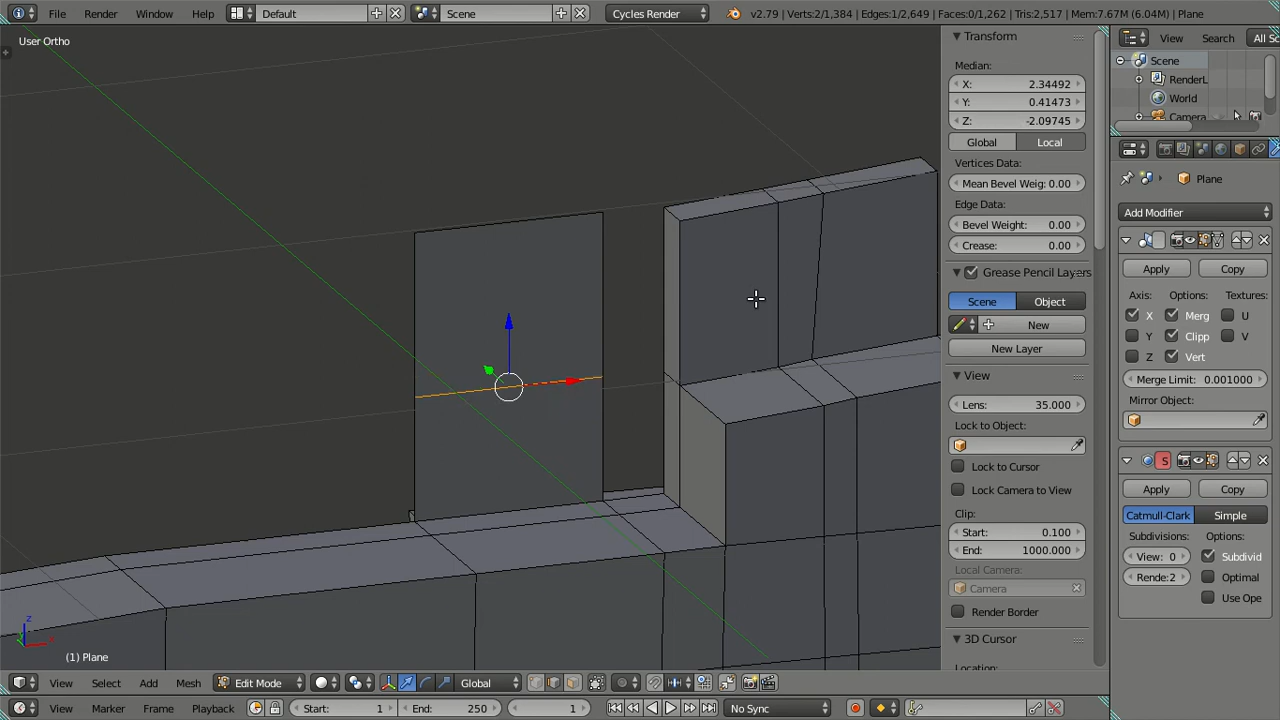 File Render Window Help Default Scene Cycles Render v2.79 | Verts:2/1,384 | Edges:1/2,649 | Faces:0/1,262 | Tris:2,517 | Mem:7.67M (6.04M) | Plane
User Ortho
Transform
Median:
X: 2.34492
Y: 0.41473
Z: -2.09745
Global Local
Vertices Data:
Mean Bevel Weig: 0.00
Edge Data:
Bevel Weight: 0.00
Crease: 0.00
Grease Pencil Layers
Scene Object
New
New Layer
View
Lens: 35.000
Lock to Object:
Lock to Cursor
Lock Camera to View
Clip:
Start: 0.100
End: 1000.000
Local Camera:
Camera
Render Border
3D Cursor
Location:
View Search All Sc
Scene
RenderL
World
Camera
Plane
Add Modifier
Apply Copy
Axis: Options: Textures:
X Merg U
Y Clipp V
Z Vert
Merge Limit: 0.001000
Mirror Object:
S
Apply Copy
Catmull-Clark Simple
Subdivisions: Options:
View: 0 Subdivid
Rende:2 Optimal
Use Ope
z
(1) Plane
View Select Add Mesh Edit Mode Global
View Marker Frame Playback Start: 1 End: 250 1 No Sync